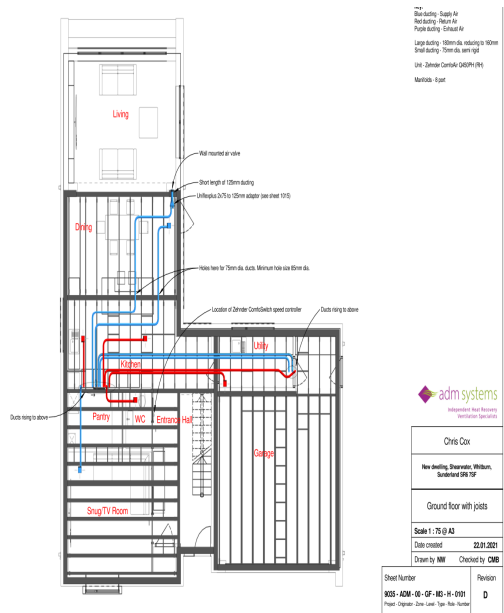 Key:
Blue ducting - Supply Air
Red ducting - Return Air
Purple ducting - Exhaust Air
Large ducting - 180mm dia. reducing to 160mm
Small ducting - 75mm dia. semi rigid
Unit - Zehnder ComfoAir Q450PH (RH)
Manifolds - 8 port
Living
Wall mounted air valve
Short length of 125mm ducting
Uniflexplus 2x75 to 125mm adaptor (see sheet 1015)
Dining
Holes here for 75mm dia. ducts. Minimum hole size 85mm dia.
Location of Zehnder ComfoSwitch speed controller
Ducts rising to above
Utility
Kitchen
Ducts rising to above
Pantry
WC
Entrance Hall
Garage
Snug/TV Room
adm systems
Independent Heat Recovery
Ventilation Specialists
Chris Cox
New dwelling, Shearwater, Whitburn,
Sunderland SR6 7SF
Ground floor with joists
Scale 1 : 75 @ A3
Date created 22.01.2021
Drawn by NW Checked by CMB
Sheet Number Revision
9035 - ADM - 00 - GF - M3 - H - 0101 D
Project - Originator - Zone - Level - Type - Role - Number